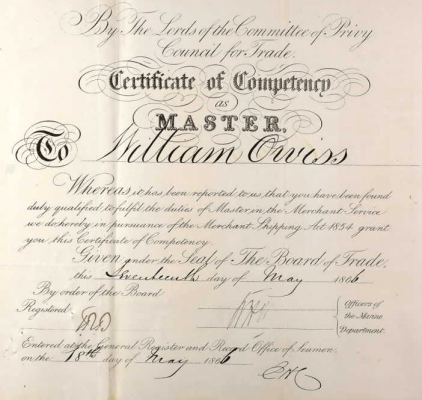 By The Lords of the Committee of Privy
Council for Trade.
Certificate of Competency
as
MASTER.
To William Owiss
Whereas it has been reported to us that you have been found
duly qualified to fulfil the duties of Master in the Merchant Service
we do hereby in pursuance of the Merchant Shipping Act 1854 grant
you this Certificate of Competency.
Given under the Seal of The Board of Trade
this Seventeenth day of May 1866
By order of the Board
Registered
Officers of
the Marine
Department.
Entered at the General Register and Record Office of Seamen
on the 18th day of May 1866